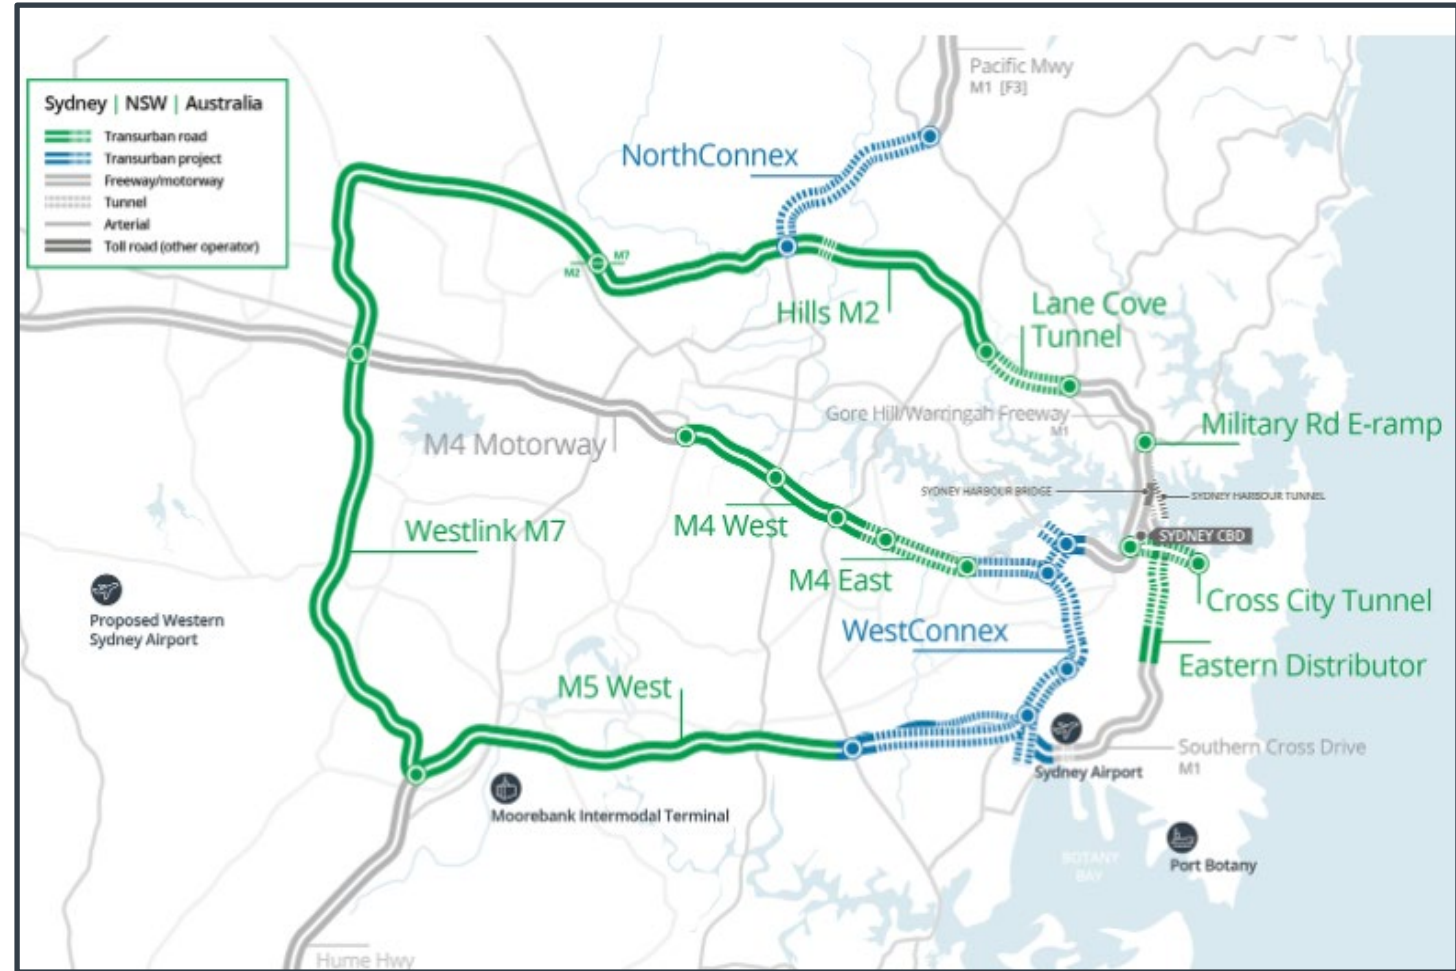 Sydney | NSW | Australia
Transurban road
Transurban project
Freeway/motorway
Tunnel
Arterial
Toll road (other operator)
Pacific Mwy
M1 [F3]
NorthConnex
M7
M2
Hills M2
Lane Cove
Tunnel
Gore Hill/Warringah Freeway
M1
Military Rd E-ramp
M4 Motorway
SYDNEY HARBOUR BRIDGE
SYDNEY HARBOUR TUNNEL
M4 West
Westlink M7
SYDNEY CBD
M4 East
Cross City Tunnel
Proposed Western
Sydney Airport
WestConnex
Eastern Distributor
M5 West
Southern Cross Drive
M1
Sydney Airport
Moorebank Intermodal Terminal
BOTANY
BAY
Port Botany
Hume Hwy